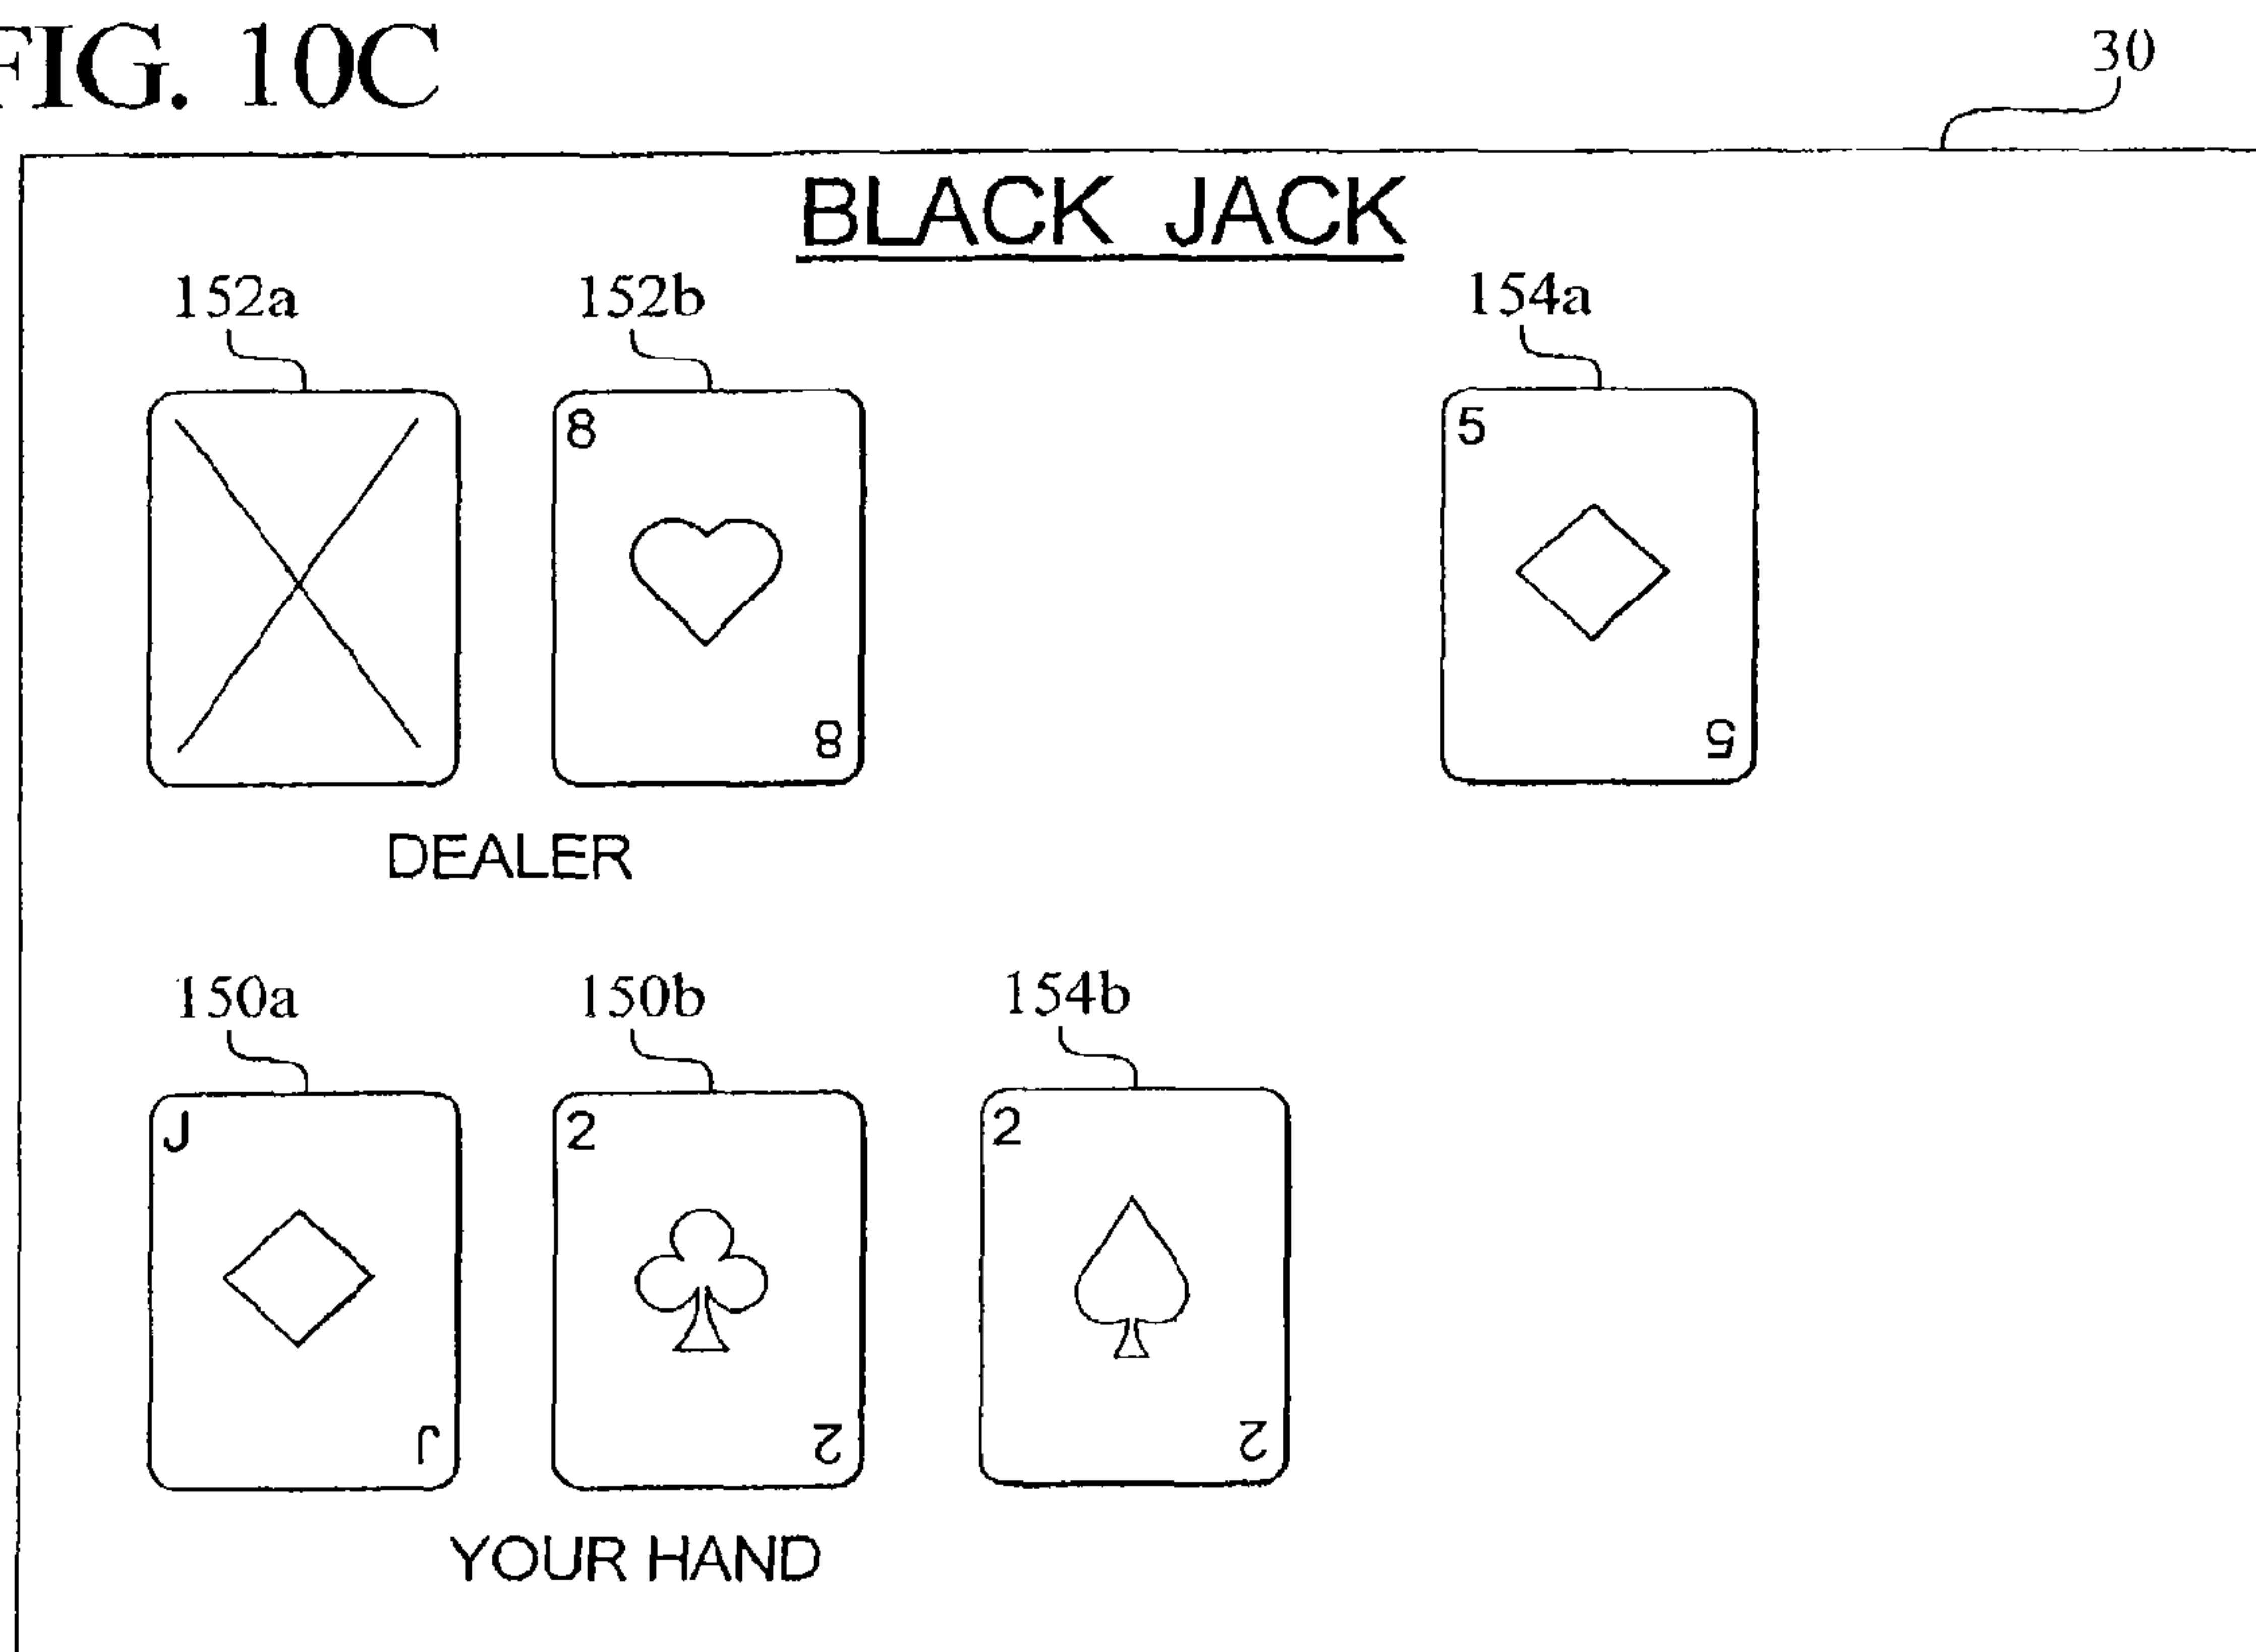 FIG. 10C
30
BLACK JACK
152a 152b 154a
8 5
8 5
DEALER
150a 150b 154b
J 2 2
J 2 2
YOUR HAND